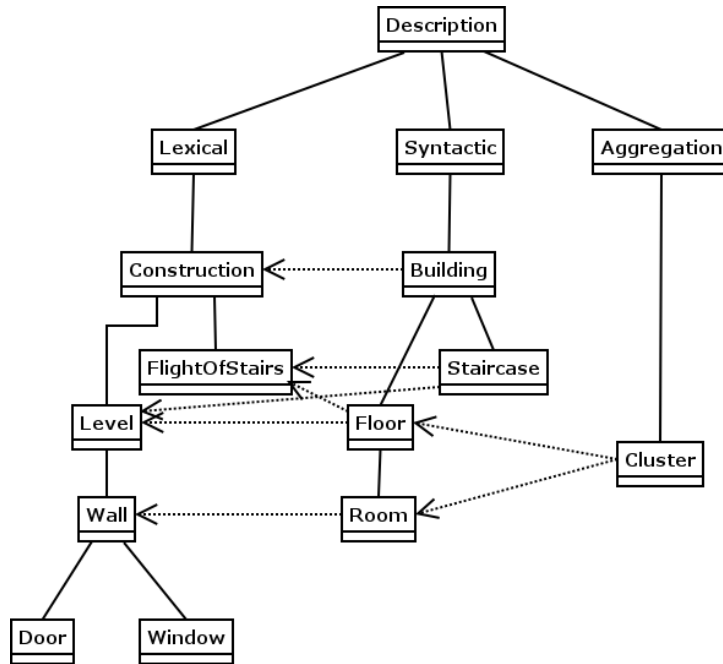 Description
Lexical
Syntactic
Aggregation
Construction
Building
FlightOfStairs
Staircase
Level
Floor
Cluster
Wall
Room
Door
Window